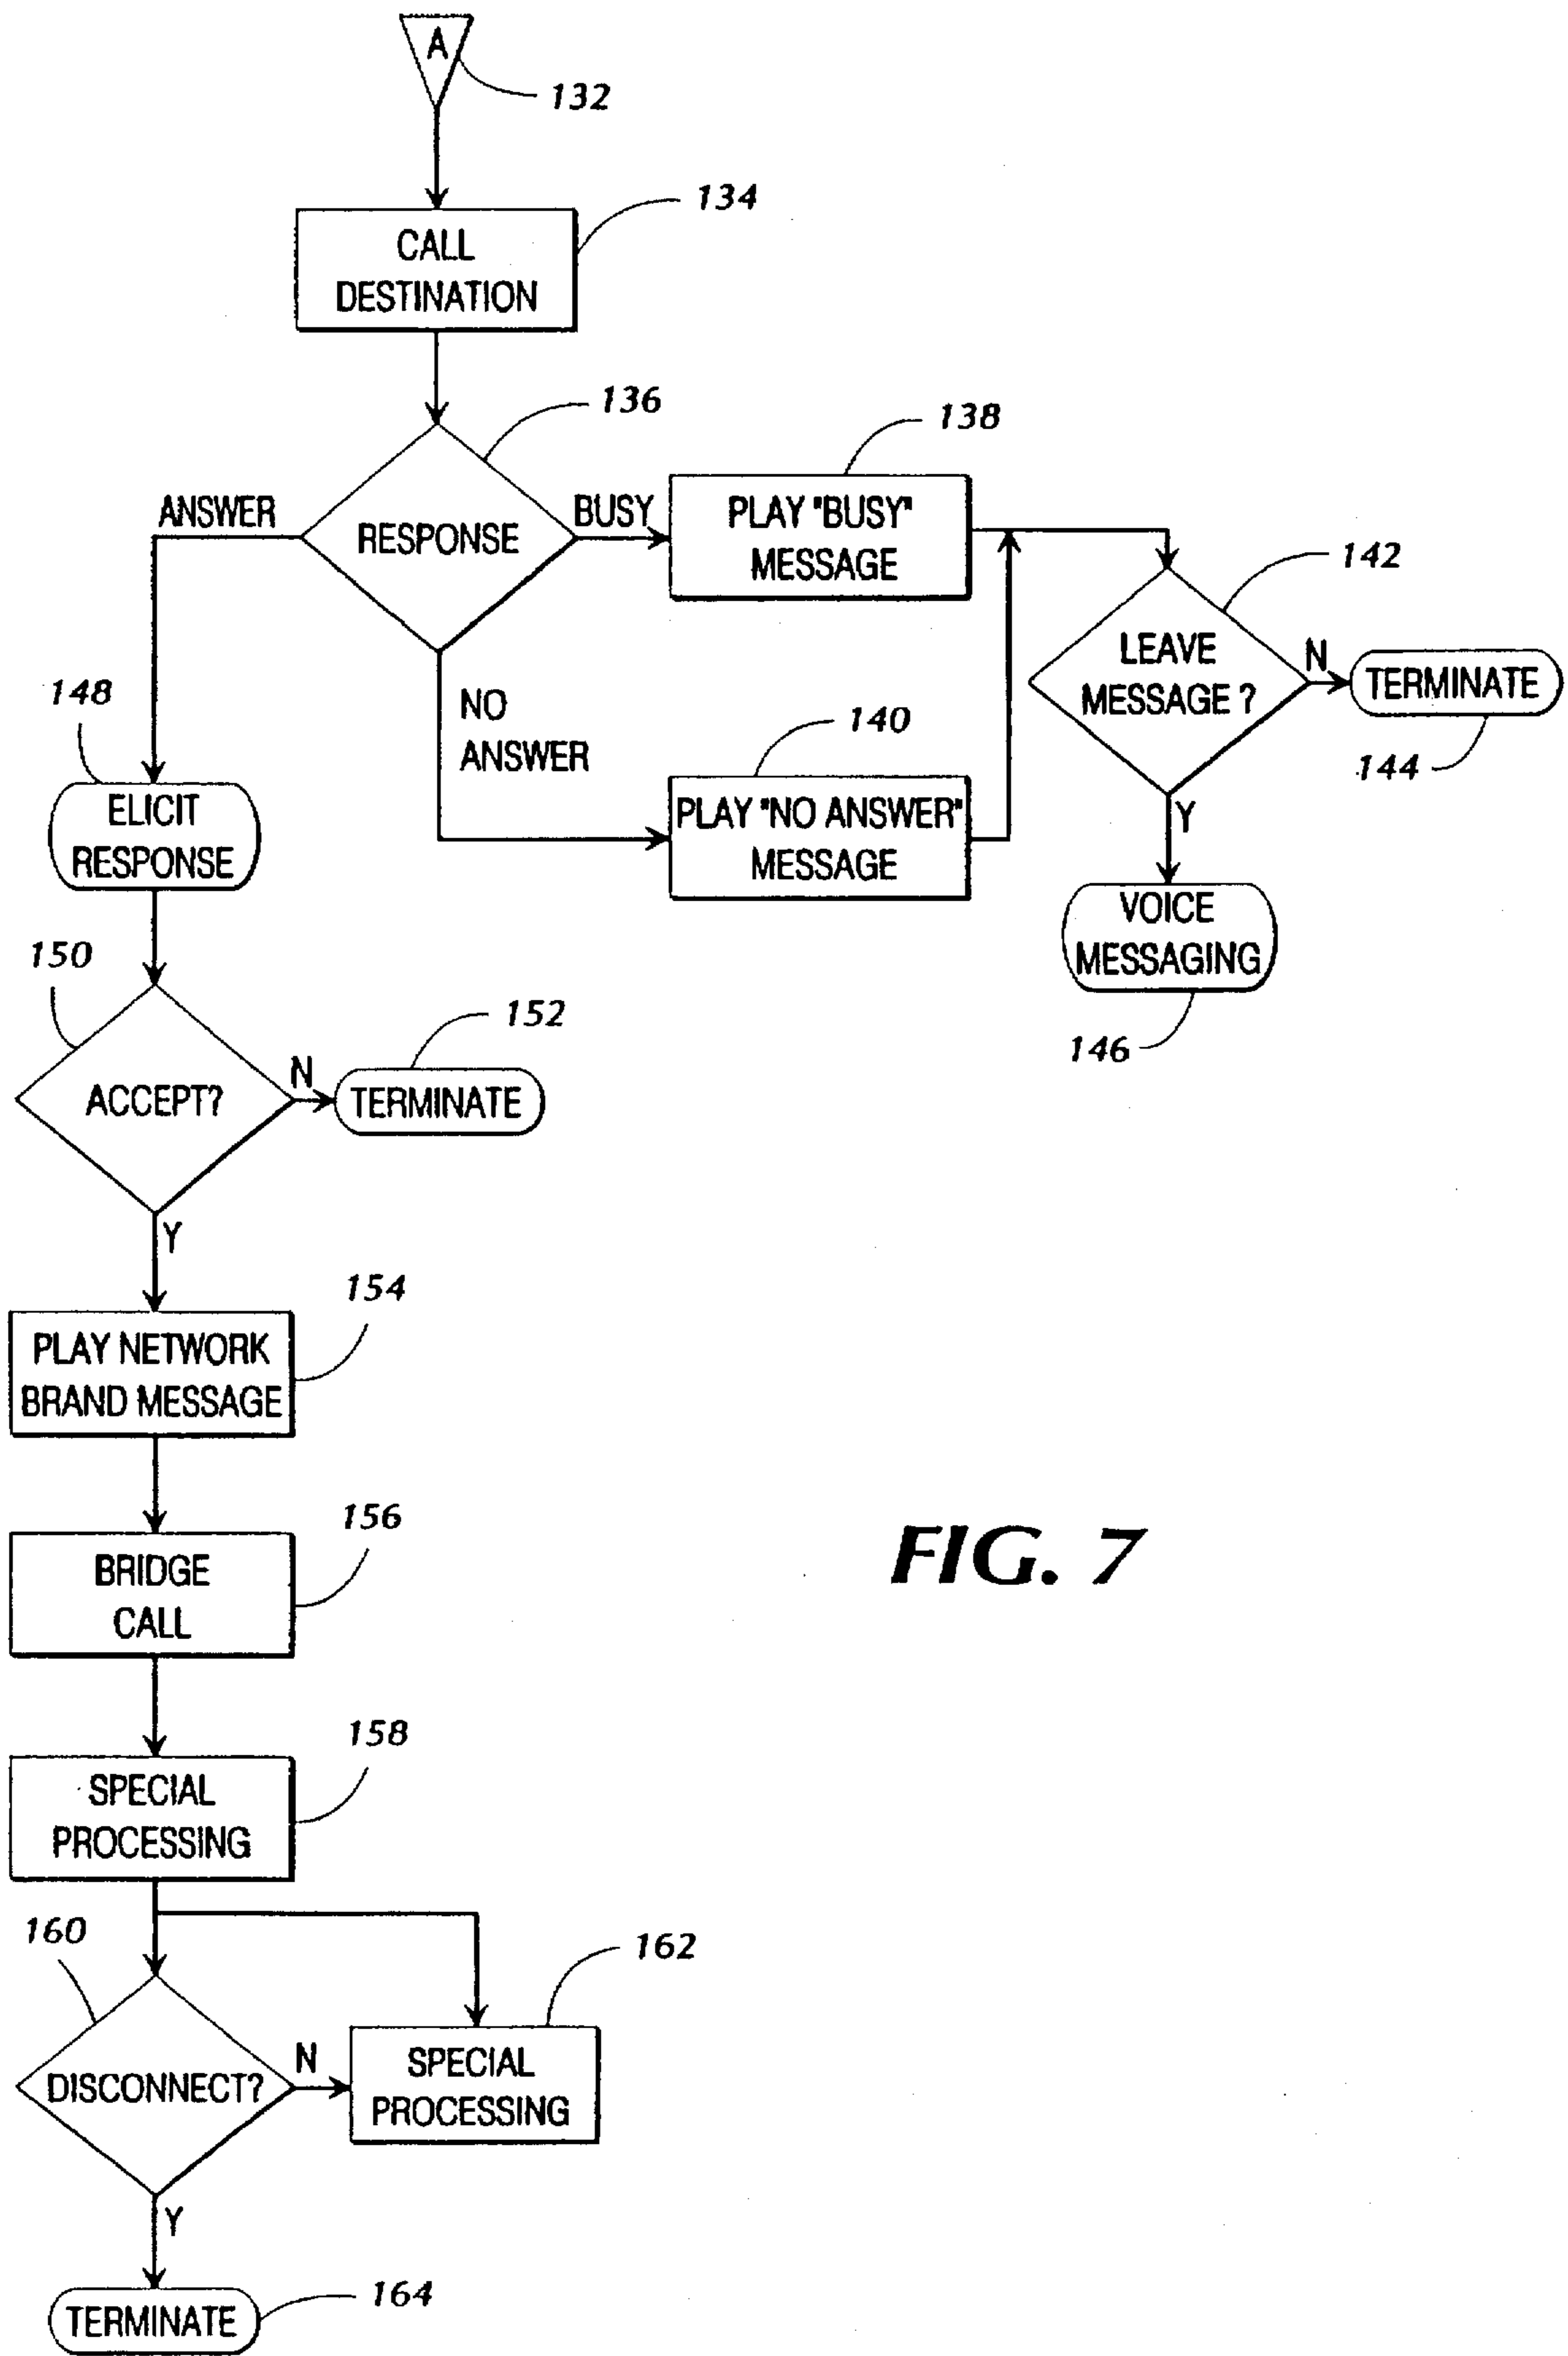 A
132
CALL
DESTINATION
134
RESPONSE
136
ANSWER
BUSY
NO
ANSWER
PLAY "BUSY"
MESSAGE
138
PLAY "NO ANSWER"
MESSAGE
140
LEAVE
MESSAGE ?
142
N
TERMINATE
144
Y
VOICE
MESSAGING
146
148
ELICIT
RESPONSE
150
ACCEPT?
N
TERMINATE
152
Y
PLAY NETWORK
BRAND MESSAGE
154
BRIDGE
CALL
156
FIG. 7
SPECIAL
PROCESSING
158
160
DISCONNECT?
N
SPECIAL
PROCESSING
162
Y
TERMINATE
164